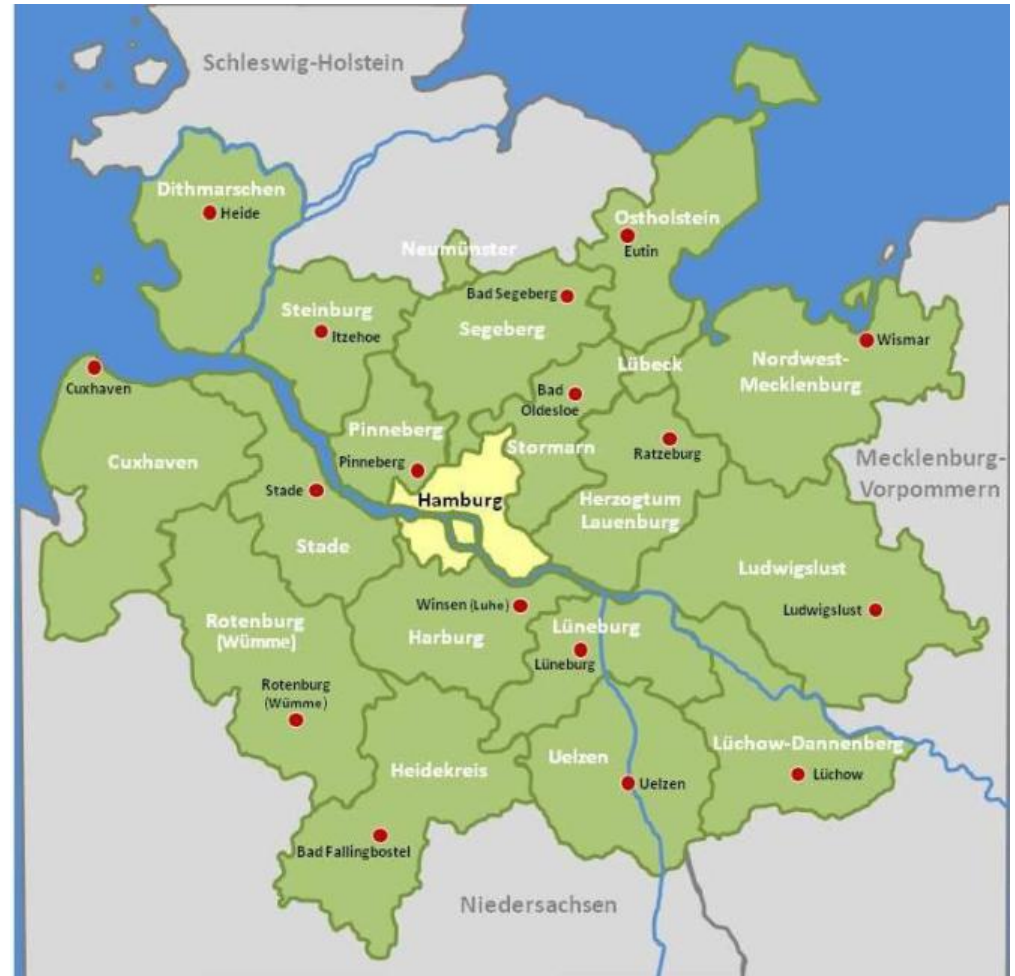 Schleswig-Holstein
Dithmarschen
Heide
Ostholstein
Eutin
Neumünster
Bad Segeberg
Segeberg
Steinburg
Itzehoe
Wismar
Nordwest-
Mecklenburg
Lübeck
Cuxhaven
Bad
Oldesloe
Pinneberg
Pinneberg
Stormarn
Ratzeburg
Cuxhaven
Mecklenburg-
Vorpommern
Stade
Hamburg
Herzogtum
Lauenburg
Stade
Ludwigslust
Ludwigslust
Winsen (Luhe)
Harburg
Rotenburg
(Wümme)
Lüneburg
Lüneburg
Rotenburg
(Wümme)
Lüchow-Dannenberg
Lüchow
Uelzen
Uelzen
Heidekreis
Bad Fallingbostel
Niedersachsen